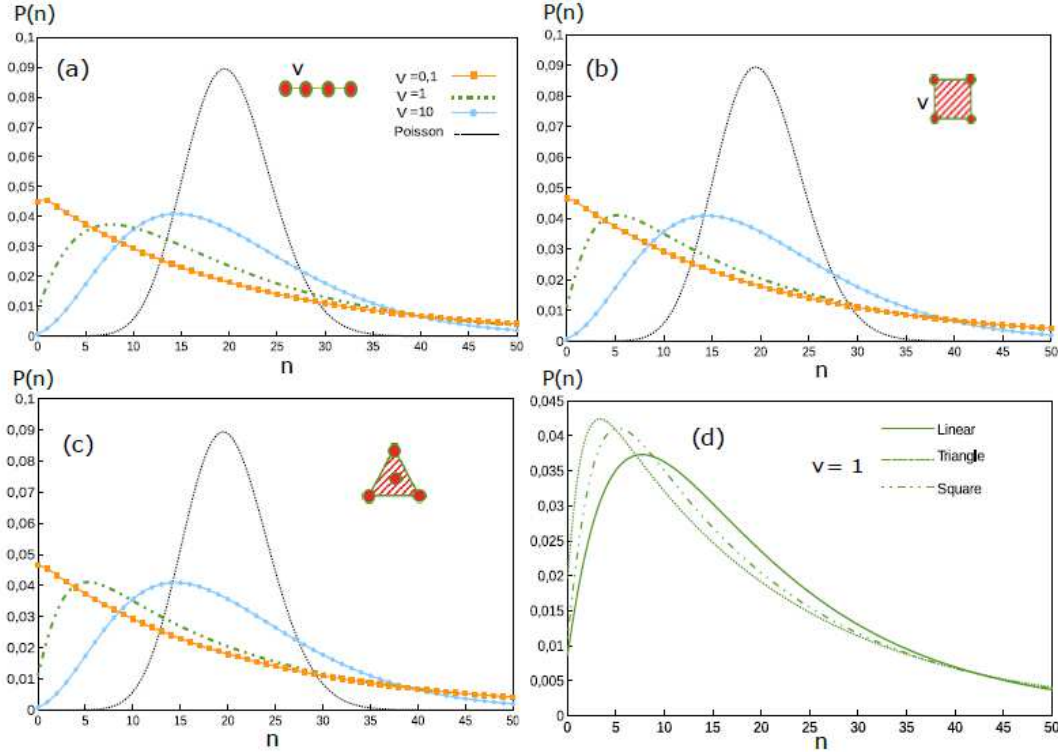 P(n)
0,1
0,09
0,08
0,07
0,06
0,05
0,04
0,03
0,02
0,01
0
0 5 10 15 20 25 30 35 40 45 50
n
(a)
v
V =0,1
V =1
V =10
Poisson
P(n)
0,1
0,09
0,08
0,07
0,06
0,05
0,04
0,03
0,02
0,01
0
0 5 10 15 20 25 30 35 40 45 50
n
(b)
v
P(n)
0,1
0,09
0,08
0,07
0,06
0,05
0,04
0,03
0,02
0,01
0
0 5 10 15 20 25 30 35 40 45 50
n
(c)
P(n)
0,045
0,04
0,035
0,03
0,025
0,02
0,015
0,01
0,005
0
0 5 10 15 20 25 30 35 40 45 50
n
(d)
v = 1
Linear
Triangle
Square